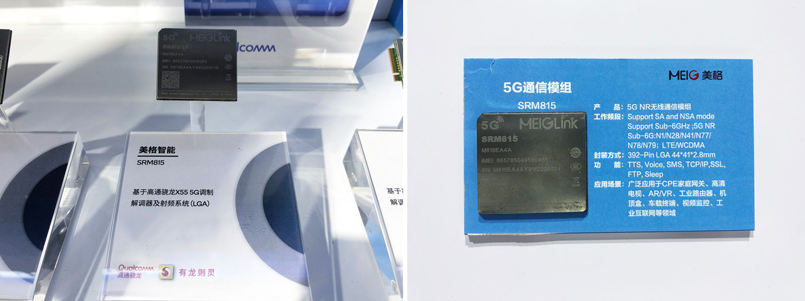 5G MEIGLink
SRM815
Qualcomm
美格智能
SRM815
基于高通骁龙X55 5G调制
解调器及射频系统(LGA)
Qualcomm
高通骁龙
有龙则灵
MEIG 美格
5G通信模组
SRM815
5G MEIGLink
SRM815
M815EA4A
产 品: 5G NR无线通信模组
工作频段: Support SA and NSA mode
Support Sub-6GHz ;5G NR
Sub-6G:N1/N28/N41/N77/
N78/N79; LTE/WCDMA
封装方式: 392-Pin LGA 44*41*2.8mm
功 能: TTS, Voice, SMS, TCP/IP,SSL,
FTP, Sleep
应用场景: 广泛应用于CPE家庭网关、高清
电视、AR/VR、工业路由器、机
顶盒、车载终端、视频监控、工
业互联网等领域